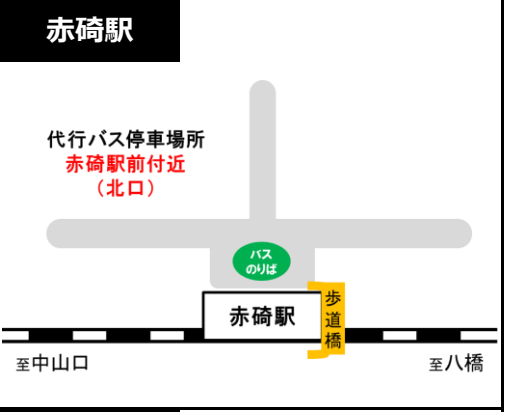 赤碕駅
代行バス停車場所
赤碕駅前付近
（北口）
バス
のりば
赤碕駅
歩道橋
至中山口
至八橋